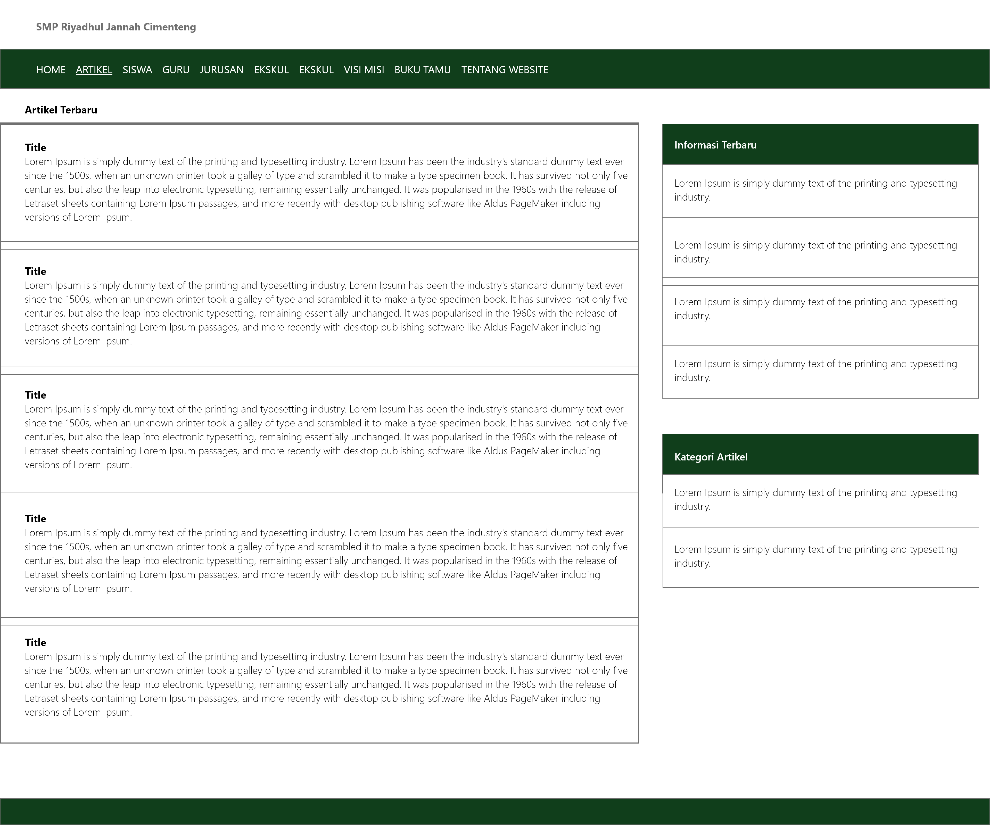 SMP Riyadhul Jannah Cimenteng
HOME ARTIKEL SISWA GURU JURUSAN EKSKUL EKSKUL VISI MISI BUKU TAMU TENTANG WEBSITE
Artikel Terbaru
Title
Lorem Ipsum is simply dummy text of the printing and typesetting industry. Lorem Ipsum has been the industry's standard dummy text ever
since the 1500s, when an unknown printer took a galley of type and scrambled it to make a type specimen book. It has survived not only five
centuries, but also the leap into electronic typesetting, remaining essentially unchanged. It was popularised in the 1960s with the release of
Letraset sheets containing Lorem Ipsum passages, and more recently with desktop publishing software like Aldus PageMaker including
versions of Lorem Ipsum.
Title
Lorem Ipsum is simply dummy text of the printing and typesetting industry. Lorem Ipsum has been the industry's standard dummy text ever
since the 1500s, when an unknown printer took a galley of type and scrambled it to make a type specimen book. It has survived not only five
centuries, but also the leap into electronic typesetting, remaining essentially unchanged. It was popularised in the 1960s with the release of
Letraset sheets containing Lorem Ipsum passages, and more recently with desktop publishing software like Aldus PageMaker including
versions of Lorem Ipsum.
Title
Lorem Ipsum is simply dummy text of the printing and typesetting industry. Lorem Ipsum has been the industry's standard dummy text ever
since the 1500s, when an unknown printer took a galley of type and scrambled it to make a type specimen book. It has survived not only five
centuries, but also the leap into electronic typesetting, remaining essentially unchanged. It was popularised in the 1960s with the release of
Letraset sheets containing Lorem Ipsum passages, and more recently with desktop publishing software like Aldus PageMaker including
versions of Lorem Ipsum.
Title
Lorem Ipsum is simply dummy text of the printing and typesetting industry. Lorem Ipsum has been the industry's standard dummy text ever
since the 1500s, when an unknown printer took a galley of type and scrambled it to make a type specimen book. It has survived not only five
centuries, but also the leap into electronic typesetting, remaining essentially unchanged. It was popularised in the 1960s with the release of
Letraset sheets containing Lorem Ipsum passages, and more recently with desktop publishing software like Aldus PageMaker including
versions of Lorem Ipsum.
Title
Lorem Ipsum is simply dummy text of the printing and typesetting industry. Lorem Ipsum has been the industry's standard dummy text ever
since the 1500s, when an unknown printer took a galley of type and scrambled it to make a type specimen book. It has survived not only five
centuries, but also the leap into electronic typesetting, remaining essentially unchanged. It was popularised in the 1960s with the release of
Letraset sheets containing Lorem Ipsum passages, and more recently with desktop publishing software like Aldus PageMaker including
versions of Lorem Ipsum.
Informasi Terbaru
Lorem Ipsum is simply dummy text of the printing and typesetting
industry.
Lorem Ipsum is simply dummy text of the printing and typesetting
industry.
Lorem Ipsum is simply dummy text of the printing and typesetting
industry.
Lorem Ipsum is simply dummy text of the printing and typesetting
industry.
Kategori Artikel
Lorem Ipsum is simply dummy text of the printing and typesetting
industry.
Lorem Ipsum is simply dummy text of the printing and typesetting
industry.